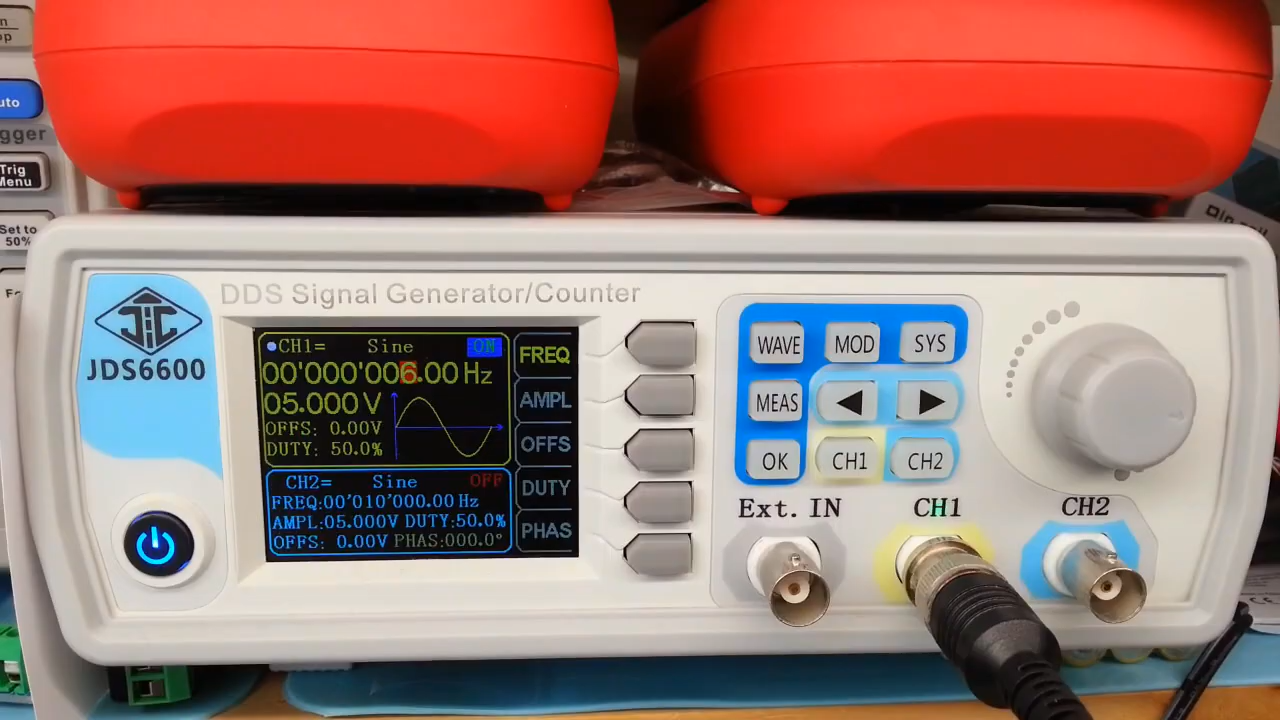 uto
gger
Trig
Menu
Set to
50%
JDS6600
DDS Signal Generator/Counter
CH1= Sine ON
00'000'006.00 Hz
05.000 V
OFFS: 0.00V
DUTY: 50.0%
CH2= Sine OFF
FREQ:00'010'000.00 Hz
AMPL:05.000V DUTY:50.0%
OFFS: 0.00V PHAS:000.0°
FREQ
AMPL
OFFS
DUTY
PHAS
WAVE MOD SYS
MEAS
OK CH1 CH2
Ext. IN CH1 CH2